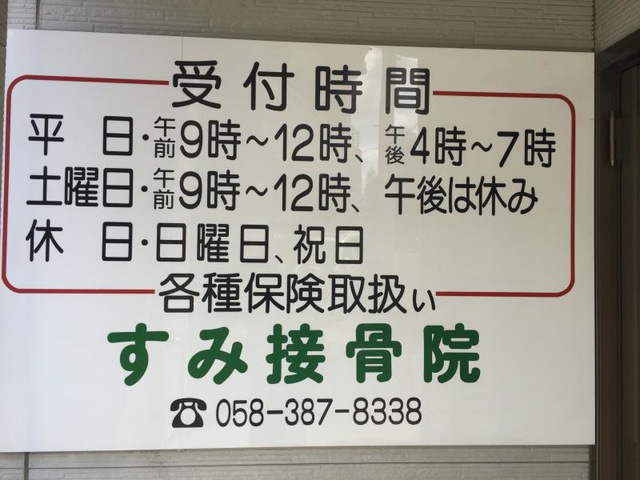 受付時間
平 日・午前9時～12時、午後4時～7時
土曜日・午前9時～12時、午後は休み
休 日・日曜日、祝日
各種保険取扱い
すみ接骨院
☎058-387-8338